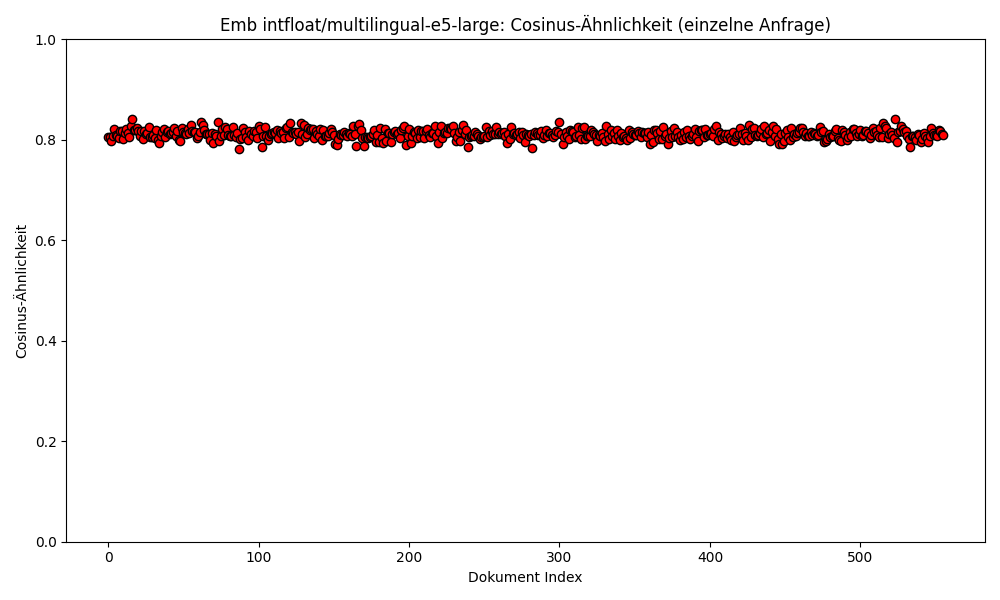 Emb intfloat/multilingual-e5-large: Cosinus-Ähnlichkeit (einzelne Anfrage)
Cosinus-Ähnlichkeit
1.0
0.8
0.6
0.4
0.2
0.0
0 100 200 300 400 500
Dokument Index